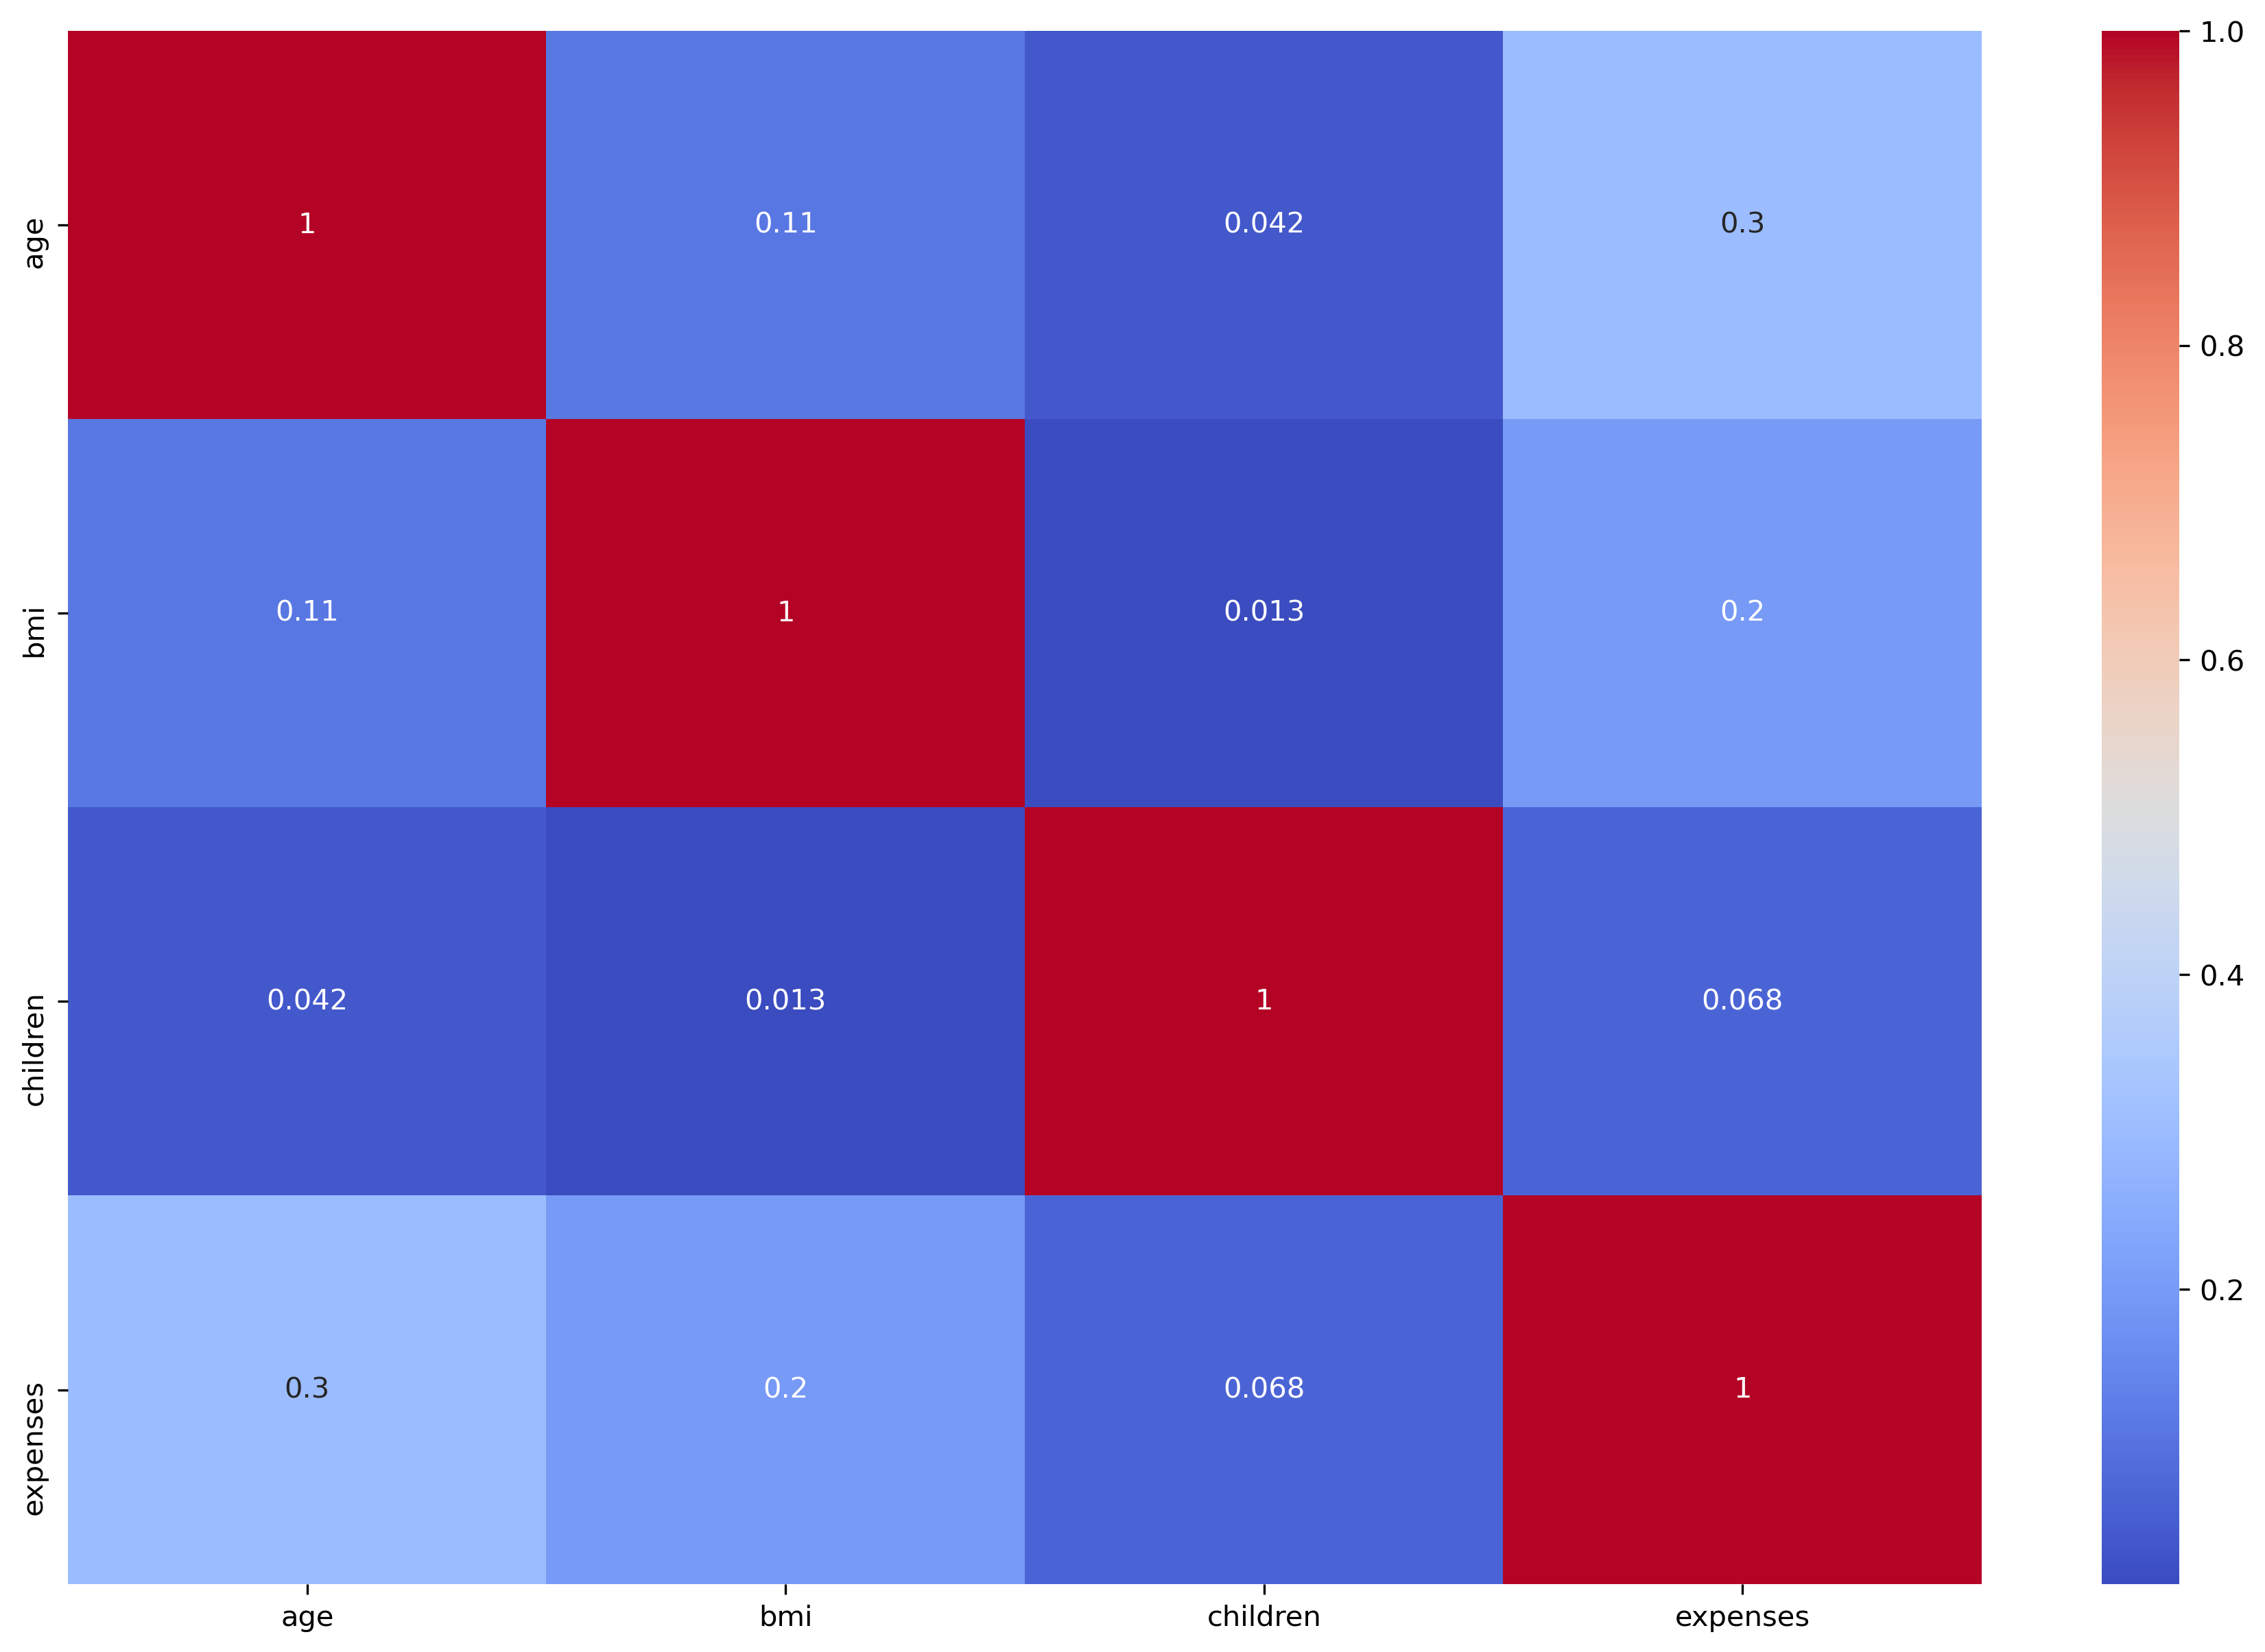 age 1 0.11 0.042 0.3
bmi 0.11 1 0.013 0.2
children 0.042 0.013 1 0.068
expenses 0.3 0.2 0.068 1
age bmi children expenses
1.0
0.8
0.6
0.4
0.2